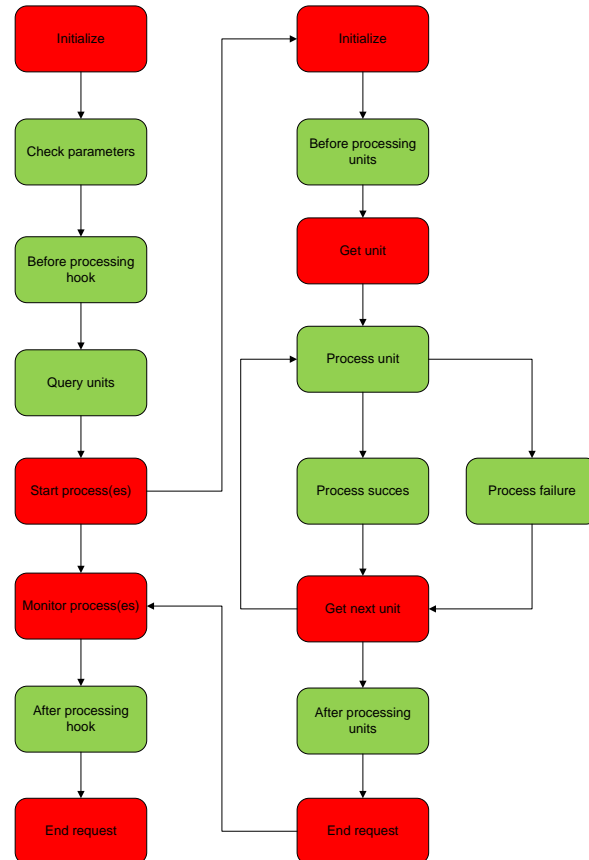 Initialize
Check parameters
Before processing
hook
Query units
Start process(es)
Monitor process(es)
After processing
hook
End request
Initialize
Before processing
units
Get unit
Process unit
Process succes
Process failure
Get next unit
After processing
units
End request